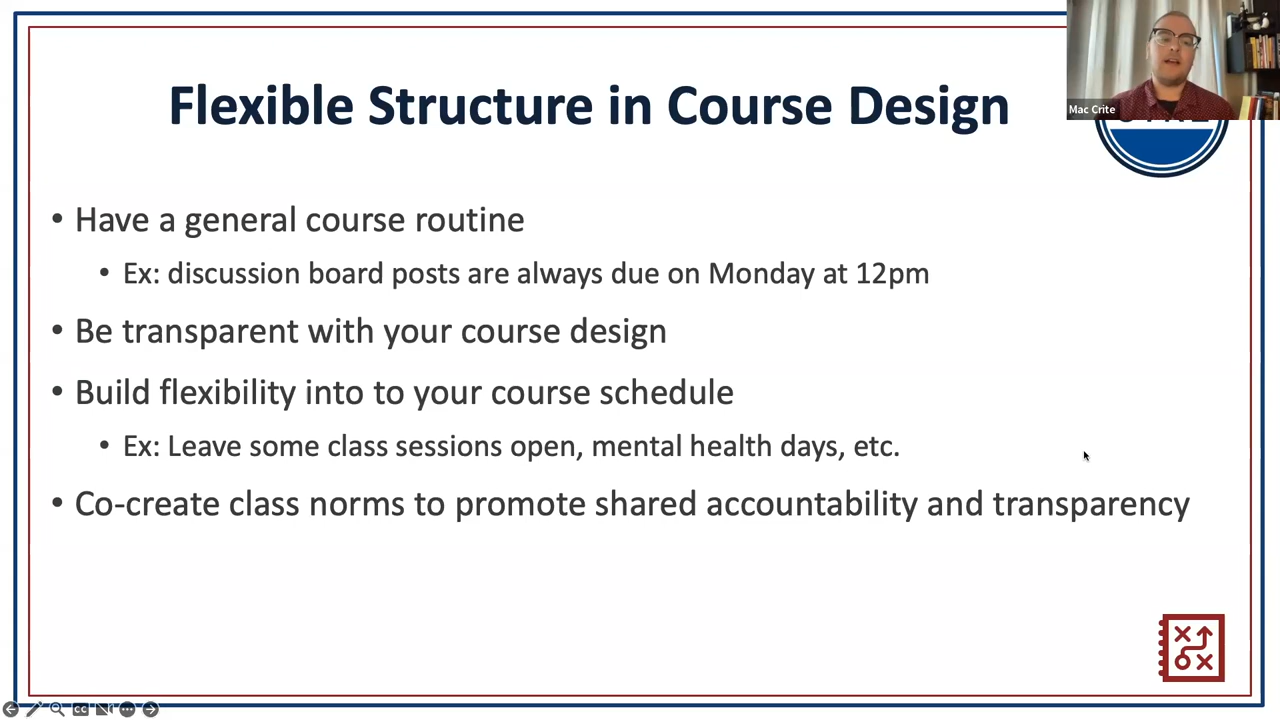 Flexible Structure in Course Design
Mac Crite
• Have a general course routine
• Ex: discussion board posts are always due on Monday at 12pm
• Be transparent with your course design
• Build flexibility into to your course schedule
• Ex: Leave some class sessions open, mental health days, etc.
• Co-create class norms to promote shared accountability and transparency
CC